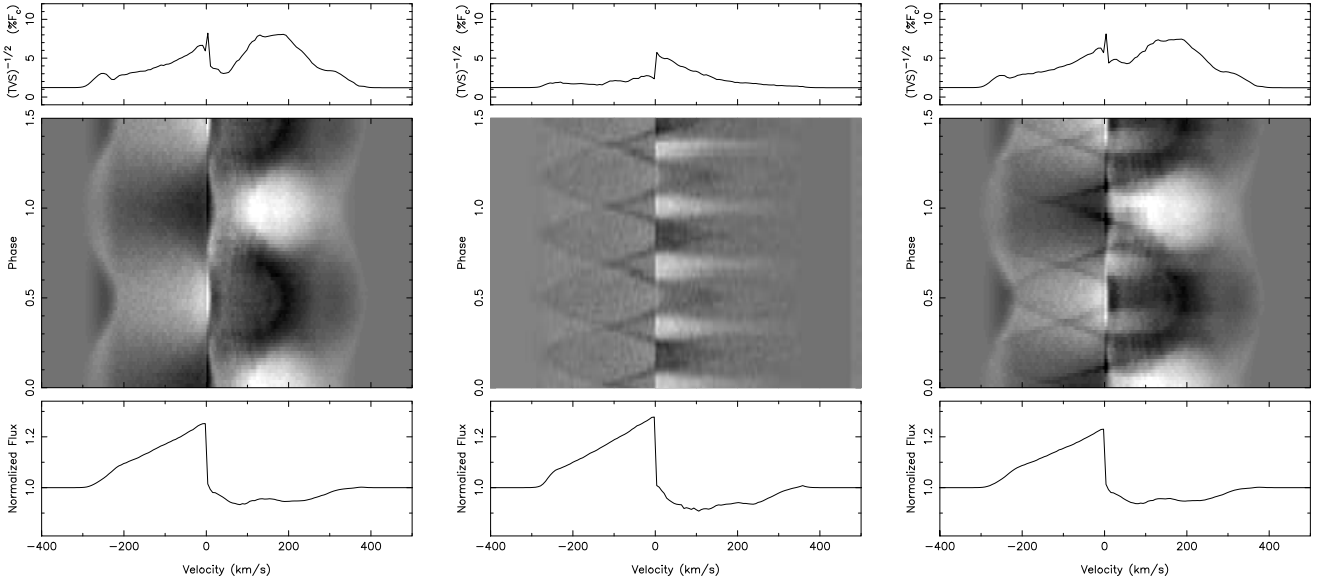 (TVS)^{-1/2} (%F_c)
10
5
0
Phase
1.5
1.0
0.5
0.0
Normalized Flux
1.2
1.0
−400 −200 0 200 400
Velocity (km/s)
(TVS)^{-1/2} (%F_c)
10
5
0
Phase
1.5
1.0
0.5
0.0
Normalized Flux
1.2
1.0
−400 −200 0 200 400
Velocity (km/s)
(TVS)^{-1/2} (%F_c)
10
5
0
Phase
1.5
1.0
0.5
0.0
Normalized Flux
1.2
1.0
−400 −200 0 200 400
Velocity (km/s)